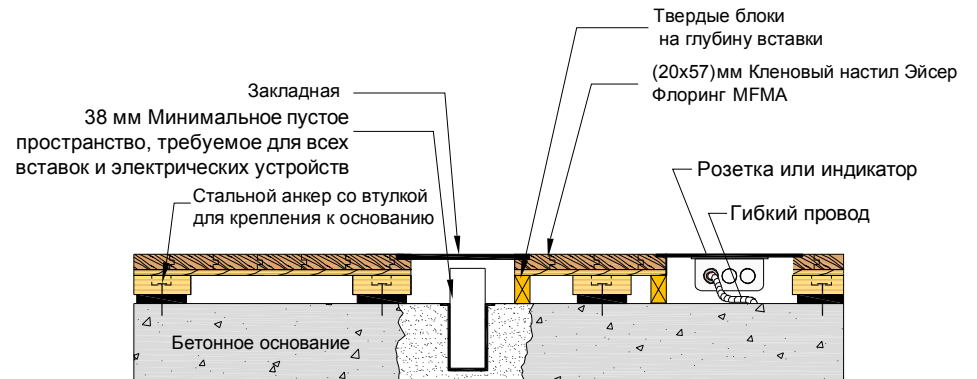 Твердые блоки
на глубину вставки
(20x57)мм Кленовый настил Эйсер
Флоринг MFMA
Закладная
38 мм Минимальное пустое
пространство, требуемое для всех
вставок и электрических устройств
Стальной анкер со втулкой
для крепления к основанию
Розетка или индикатор
Гибкий провод
Бетонное основание